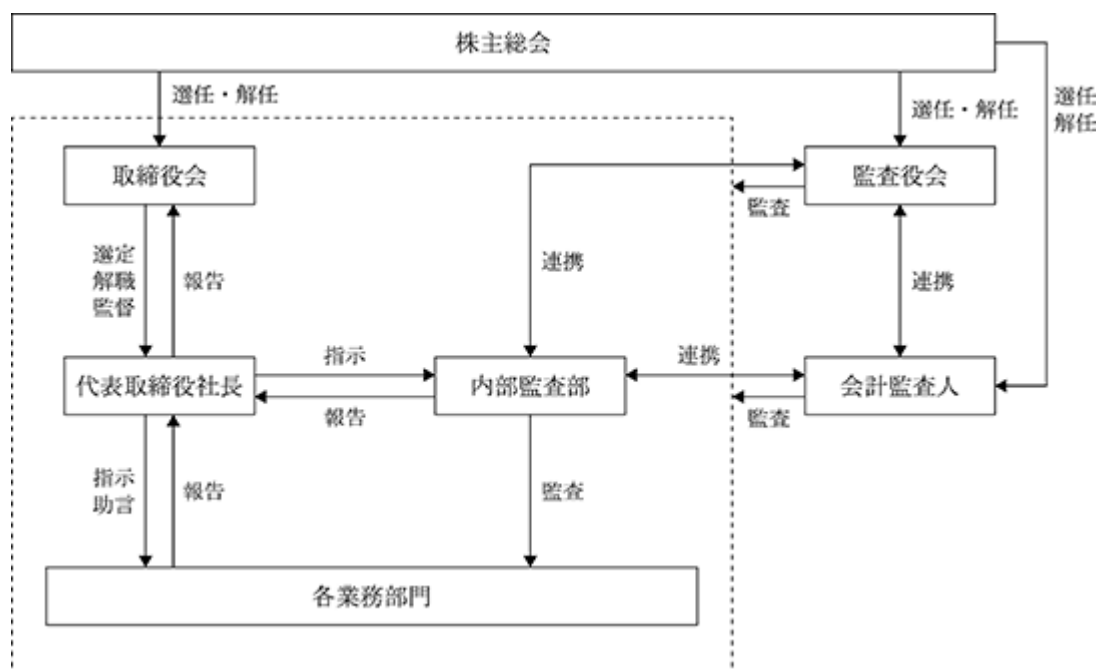 株主総会
選任・解任
選任・解任
選任
解任
取締役会
監査役会
監査
選定
解職
監督
報告
連携
連携
代表取締役社長
指示
報告
内部監査部
連携
監査
会計監査人
指示
助言
報告
監査
各業務部門